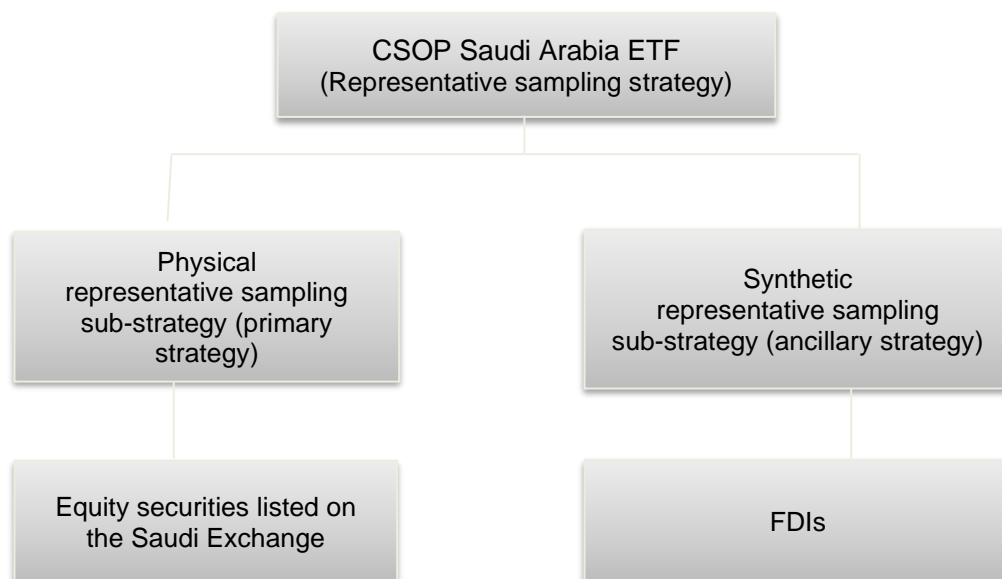 CSOP Saudi Arabia ETF
(Representative sampling strategy)
Physical
representative sampling
sub-strategy (primary
strategy)
Synthetic
representative sampling
sub-strategy (ancillary strategy)
Equity securities listed on
the Saudi Exchange
FDIs